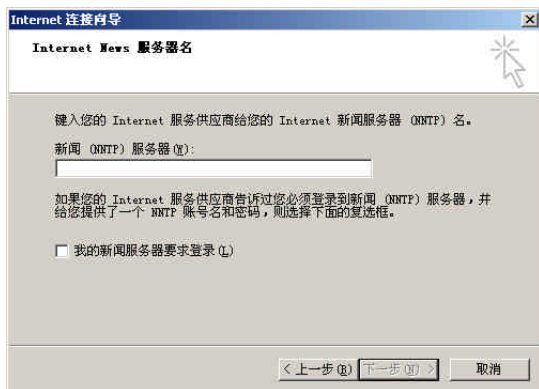 Internet 连接向导
Internet News 服务器名
键入您的 Internet 服务供应商给您的 Internet 新闻服务器 (NNTP) 名。
新闻 (NNTP) 服务器(N):
如果您的 Internet 服务供应商告诉过您必须登录到新闻 (NNTP) 服务器，并
给您提供了一个 NNTP 账号名和密码，则选择下面的复选框。
我的新闻服务器要求登录(L)
< 上一步(B) 下一步(N) > 取消